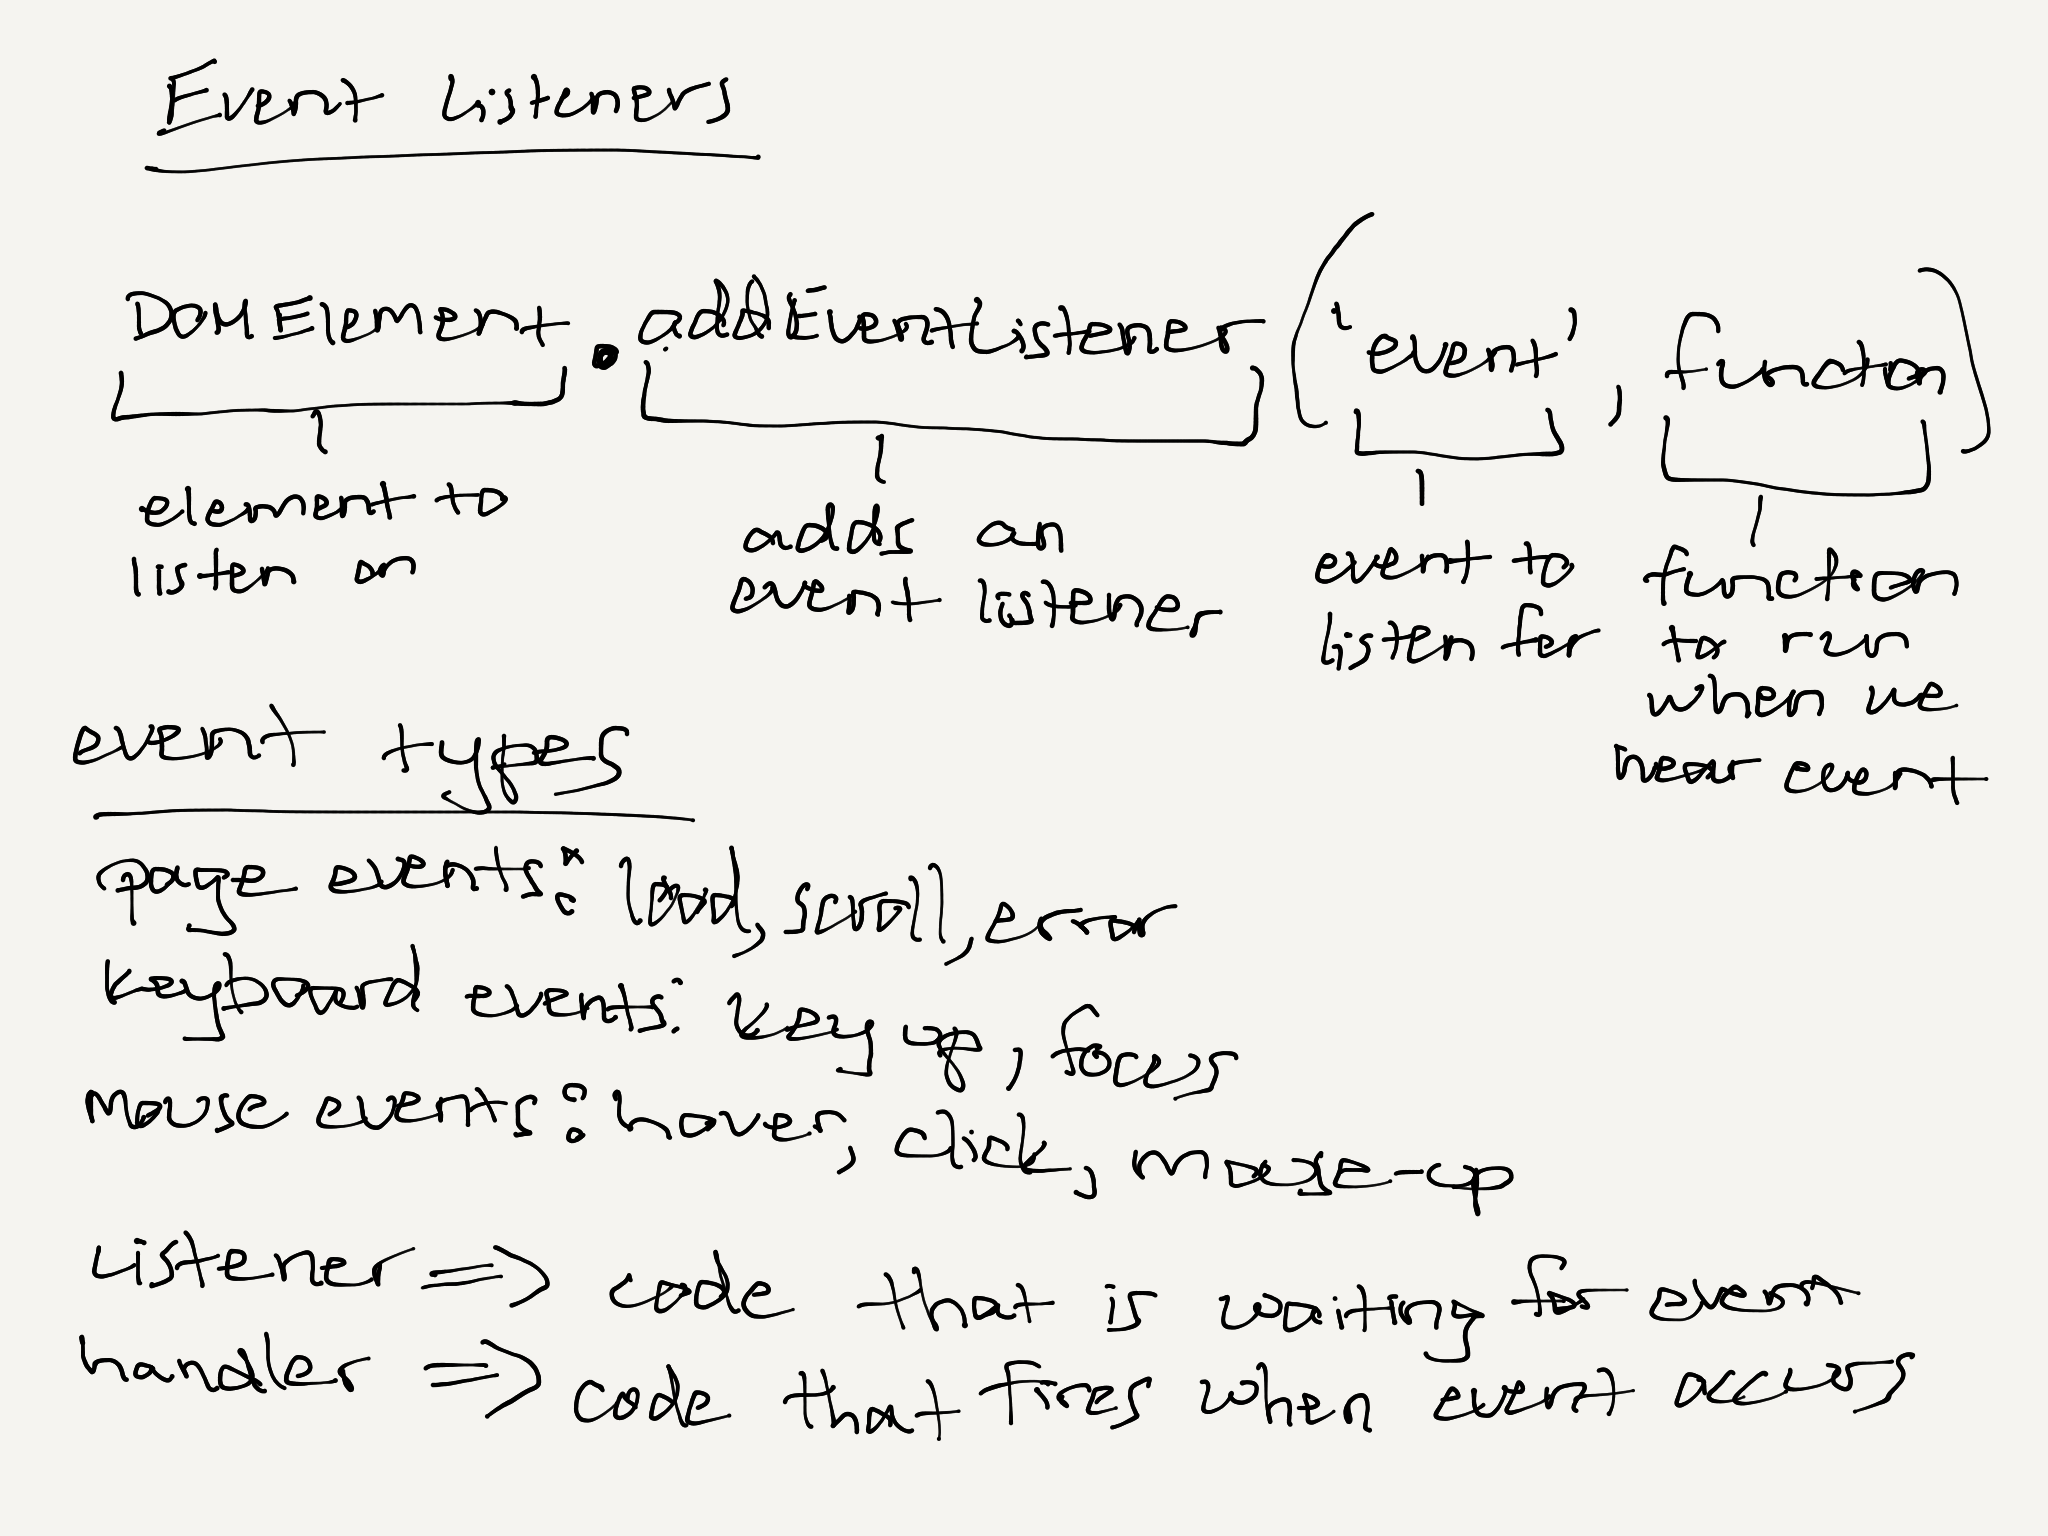 Event Listeners
DOMElement.addEventListener('event', function)
element to
listen on
adds an
event listener
event to
listen for
function
to run
when we
hear event
event types
page events: load, scroll, error
keyboard events: key up, focus
mouse events: hover, click, mouse-up
Listener => code that is waiting for event
handler => code that fires when event occurs